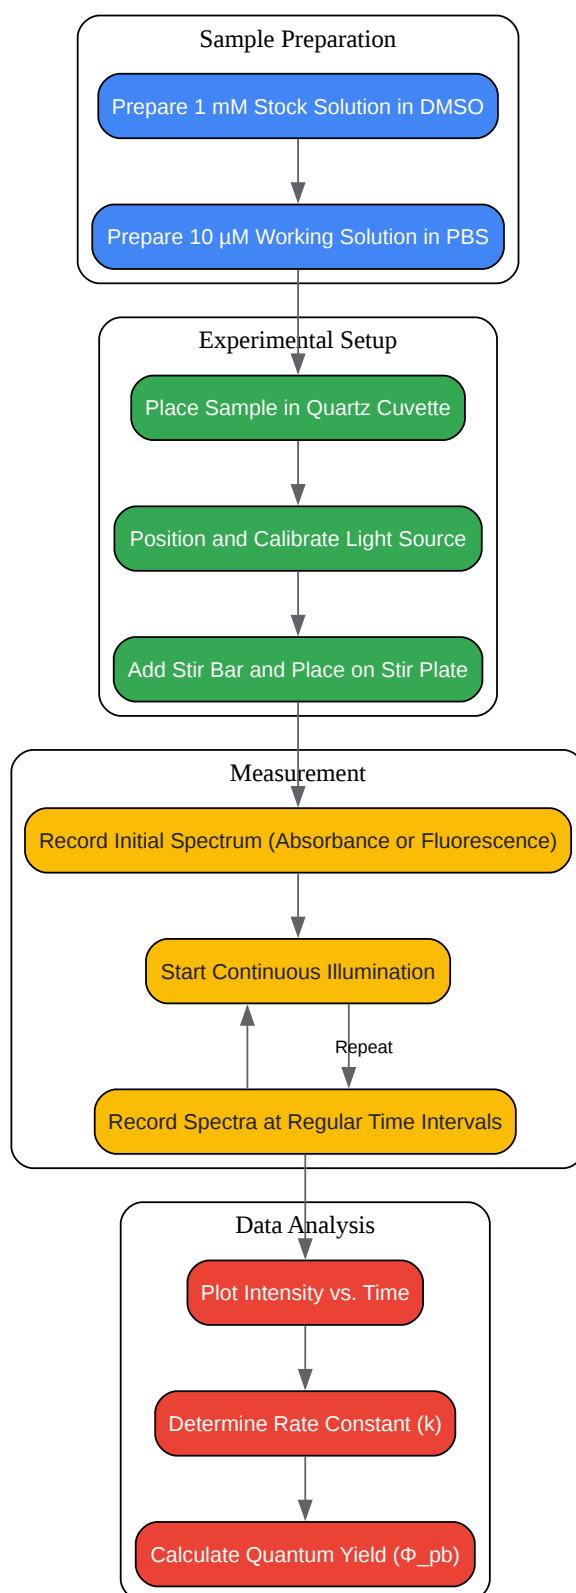 Sample Preparation
Prepare 1 mM Stock Solution in DMSO
Prepare 10 µM Working Solution in PBS
Experimental Setup
Place Sample in Quartz Cuvette
Position and Calibrate Light Source
Add Stir Bar and Place on Stir Plate
Measurement
Record Initial Spectrum (Absorbance or Fluorescence)
Start Continuous Illumination
Repeat
Record Spectra at Regular Time Intervals
Data Analysis
Plot Intensity vs. Time
Determine Rate Constant (k)
Calculate Quantum Yield (Φ_pb)